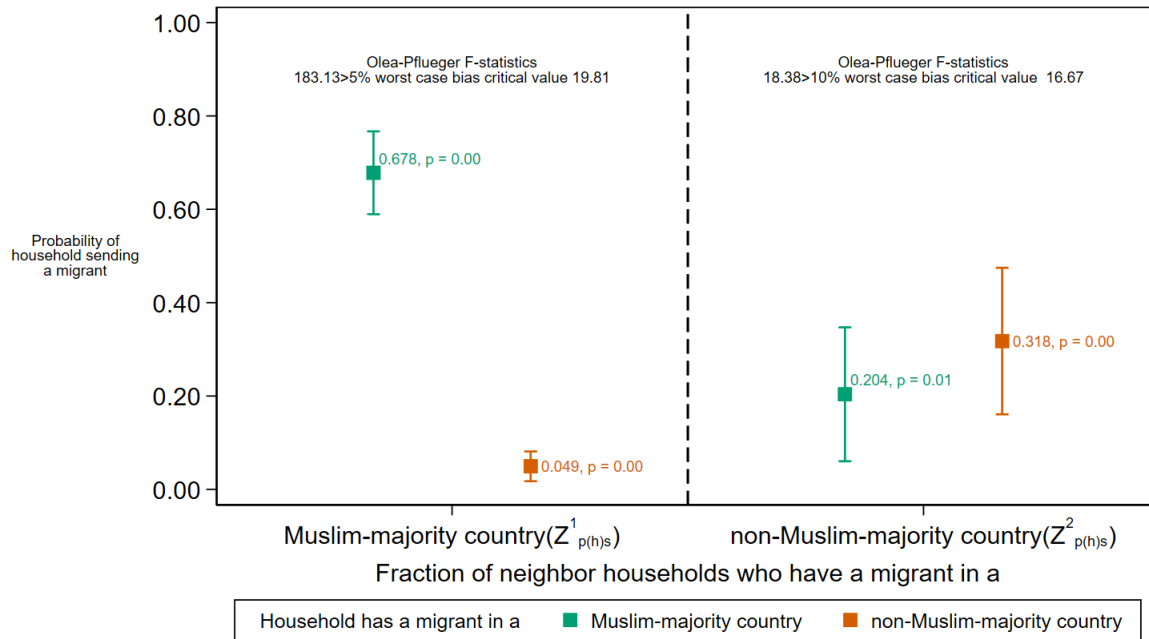 1.00
0.80
0.60
0.40
0.20
0.00
Probability of
household sending
a migrant
Olea-Pflueger F-statistics
183.13>5% worst case bias critical value 19.81
Olea-Pflueger F-statistics
18.38>10% worst case bias critical value 16.67
0.678, p = 0.00
0.049, p = 0.00
0.204, p = 0.01
0.318, p = 0.00
Muslim-majority country(Z¹p(h)s)
non-Muslim-majority country(Z²p(h)s)
Fraction of neighbor households who have a migrant in a
Household has a migrant in a Muslim-majority country non-Muslim-majority country